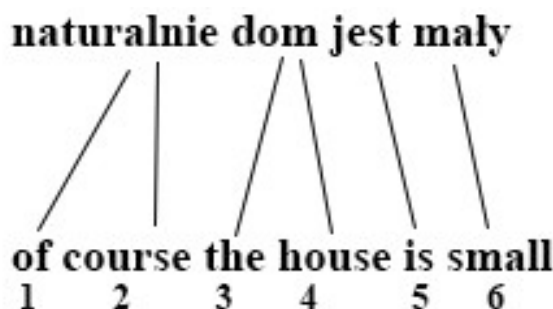 naturalnie dom jest mały
of course the house is small
1 2 3 4 5 6